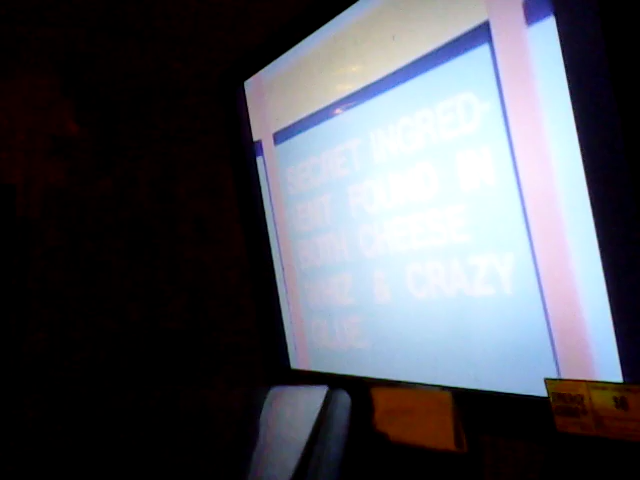 SECRET INGRED-
ENT FOUND IN
BOTH CHEESE
WHIZ & CRAZY
GLUE.